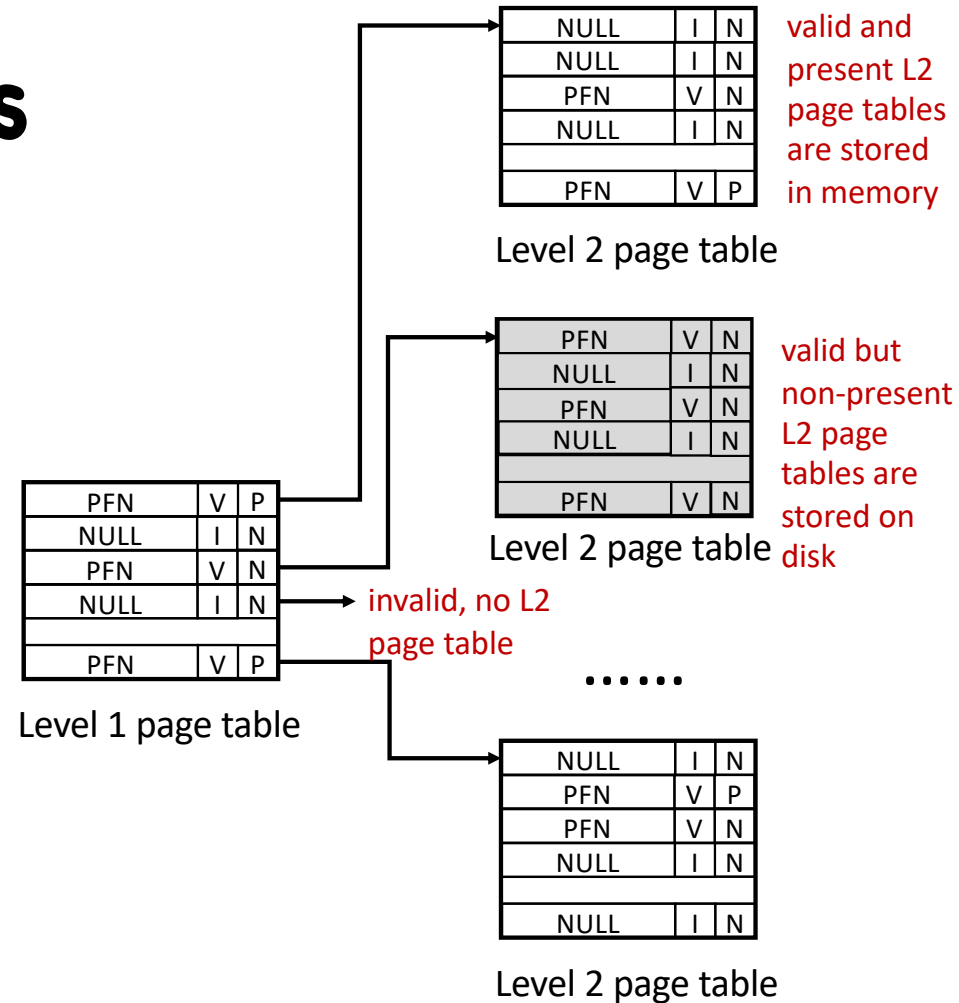 s
NULL I N
NULL I N
PFN V N
NULL I N
PFN V P
valid and
present L2
page tables
are stored
in memory
Level 2 page table
PFN V N
NULL I N
PFN V N
NULL I N
PFN V N
valid but
non-present
L2 page
tables are
stored on
disk
Level 2 page table
PFN V P
NULL I N
PFN V N
NULL I N
PFN V P
invalid, no L2
page table
Level 1 page table
......
NULL I N
PFN V P
PFN V N
NULL I N
NULL I N
Level 2 page table